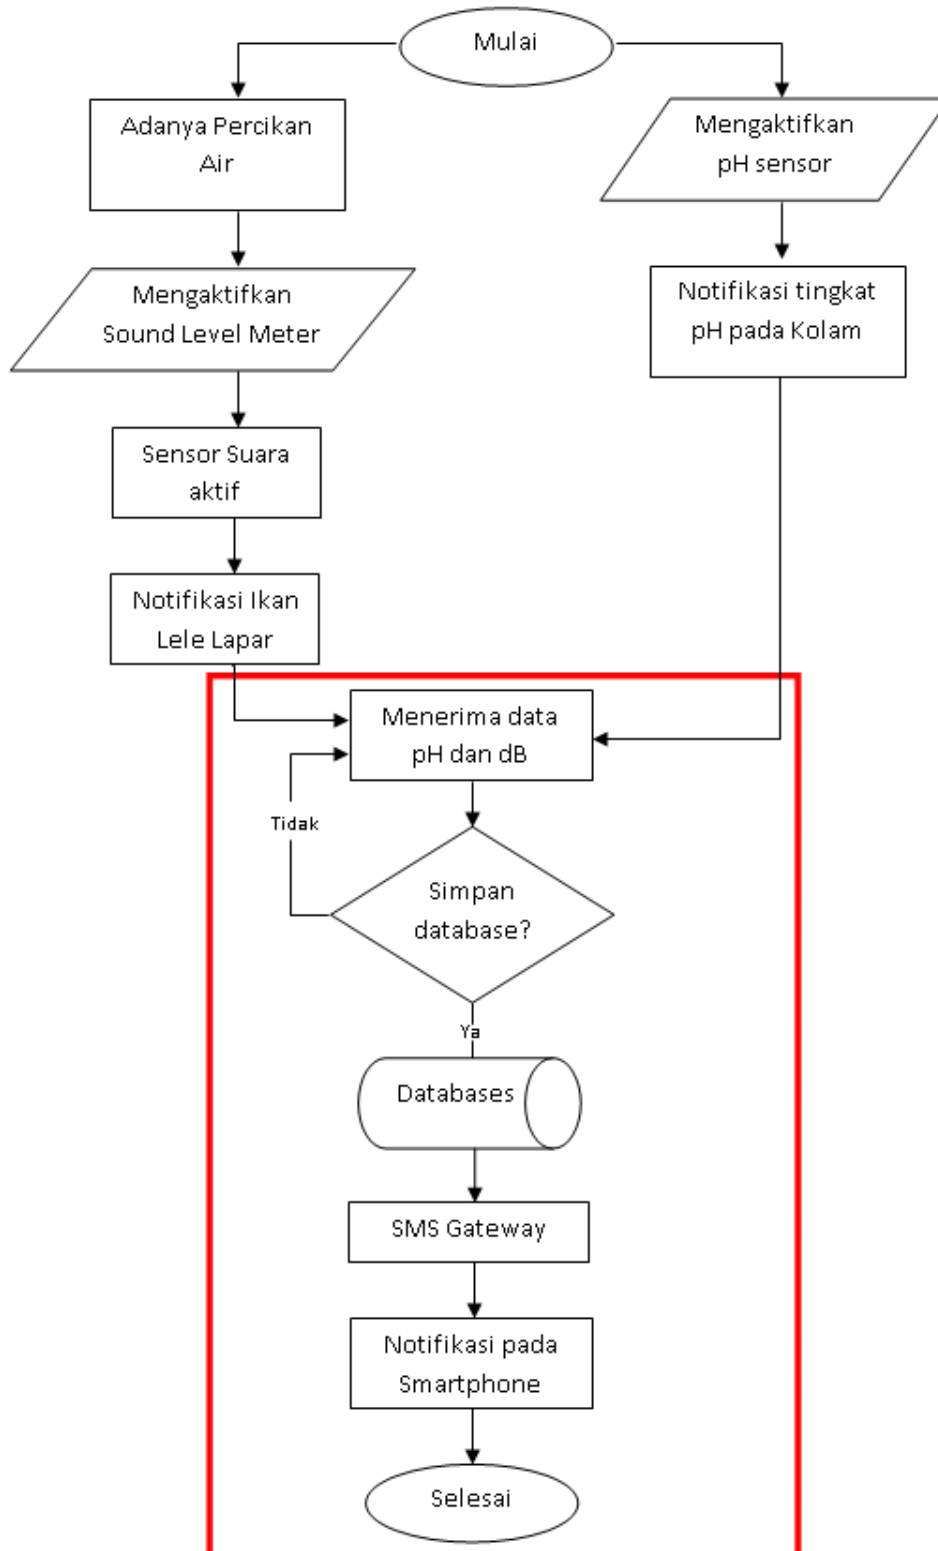 Mulai
Adanya Percikan
Air
Mengaktifkan
pH sensor
Mengaktifkan
Sound Level Meter
Notifikasi tingkat
pH pada Kolam
Sensor Suara
aktif
Notifikasi Ikan
Lele Lapar
Menerima data
pH dan dB
Tidak
Simpan
database?
Ya
Databases
SMS Gateway
Notifikasi pada
Smartphone
Selesai